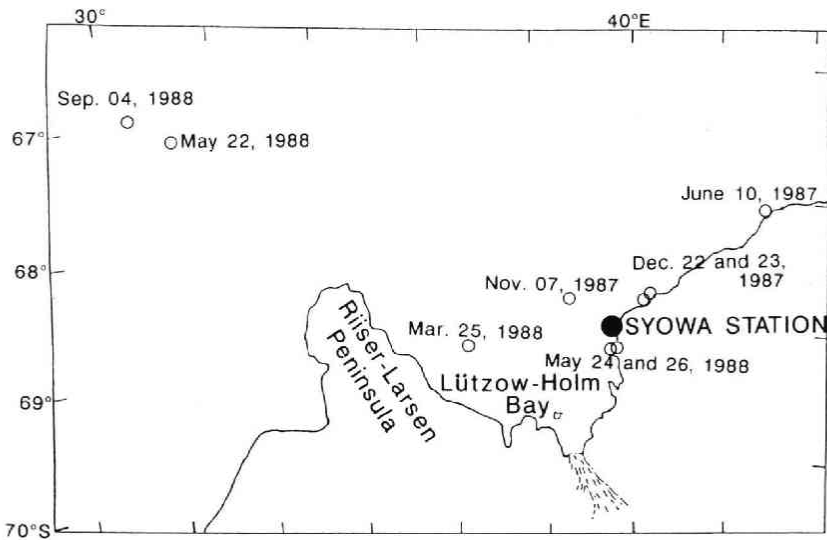 30°
40°E
Sep. 04, 1988
67°
May 22, 1988
June 10, 1987
68°
Dec. 22 and 23,
1987
Nov. 07, 1987
Mar. 25, 1988
SYOWA STATION
May 24 and 26, 1988
Riiser-Larsen
Peninsula
Lützow-Holm
Bay
69°
70°S